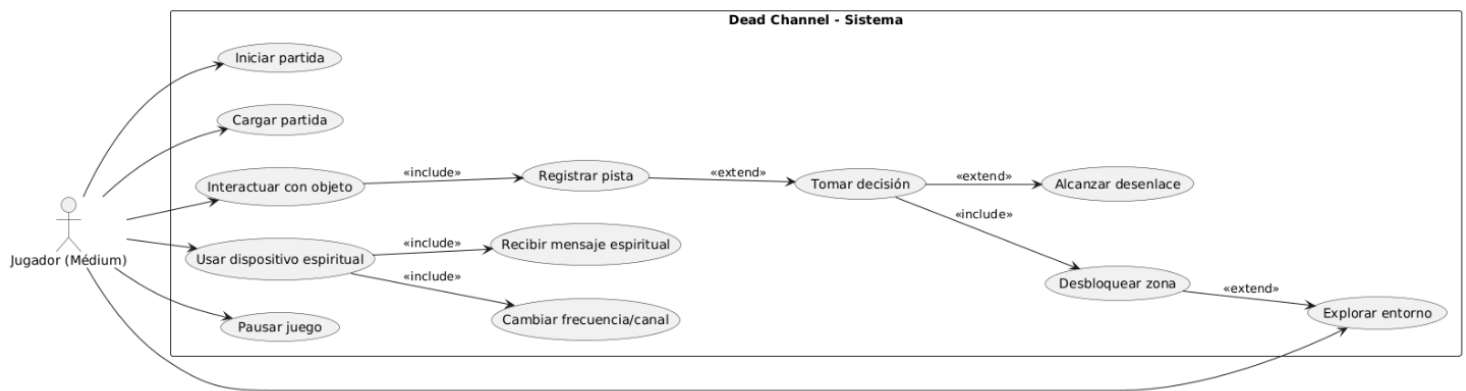 Dead Channel - Sistema
Iniciar partida
Cargar partida
Interactuar con objeto
«include»
Registrar pista
«extend»
Tomar decisión
«extend»
Alcanzar desenlace
«include»
Jugador (Médium)
Usar dispositivo espiritual
«include»
Recibir mensaje espiritual
«include»
Cambiar frecuencia/canal
Desbloquear zona
«extend»
Explorar entorno
Pausar juego